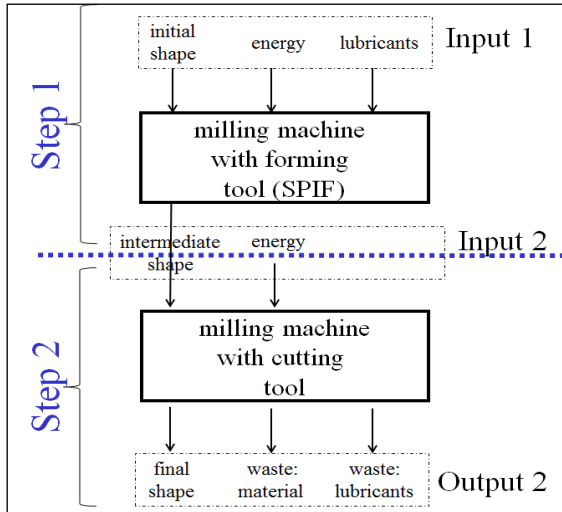 initial
shape
energy
lubricants
Input 1
Step 1
milling machine
with forming
tool (SPIF)
intermediate
shape
energy
Input 2
Step 2
milling machine
with cutting
tool
final
shape
waste:
material
waste:
lubricants
Output 2